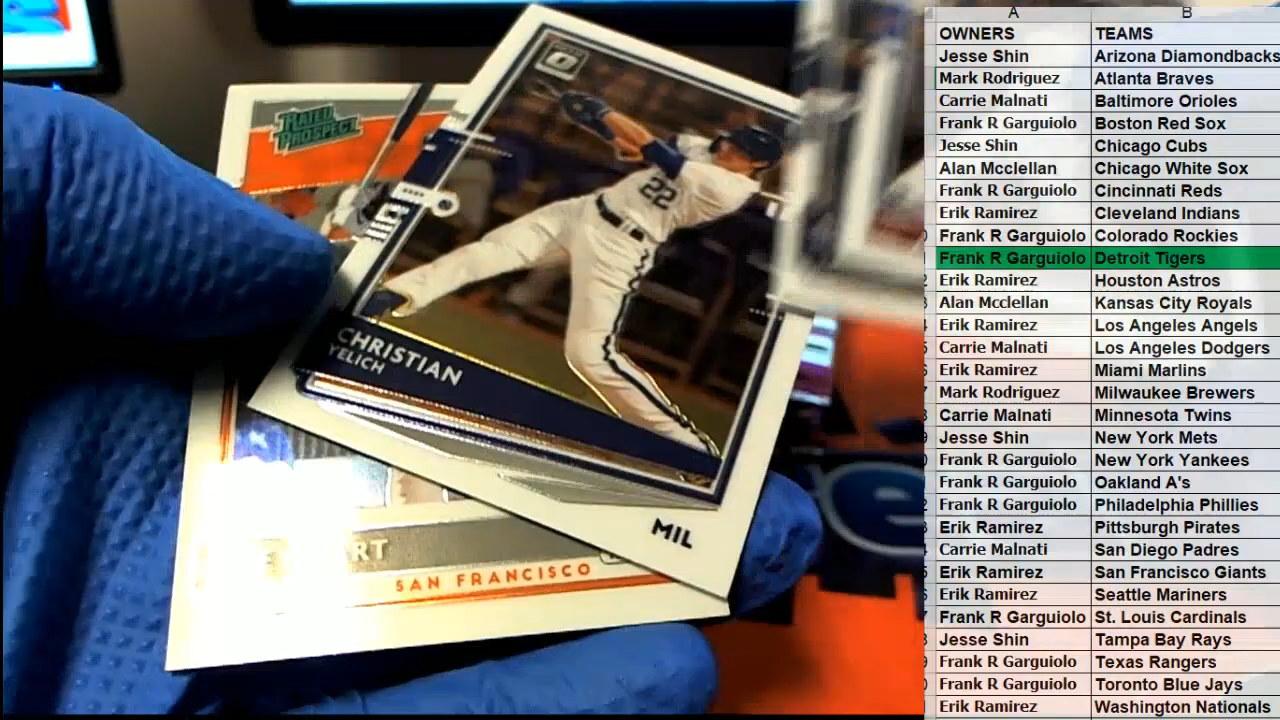 RATED
PROSPECT
22
CHRISTIAN
YELICH
MIL
ART
SAN FRANCISCO
e
A B
OWNERS TEAMS
Jesse Shin Arizona Diamondbacks
Mark Rodriguez Atlanta Braves
Carrie Malnati Baltimore Orioles
Frank R Garguiolo Boston Red Sox
Jesse Shin Chicago Cubs
Alan Mcclellan Chicago White Sox
Frank R Garguiolo Cincinnati Reds
Erik Ramirez Cleveland Indians
Frank R Garguiolo Colorado Rockies
Frank R Garguiolo Detroit Tigers
Erik Ramirez Houston Astros
Alan Mcclellan Kansas City Royals
Erik Ramirez Los Angeles Angels
Carrie Malnati Los Angeles Dodgers
Erik Ramirez Miami Marlins
Mark Rodriguez Milwaukee Brewers
Carrie Malnati Minnesota Twins
Jesse Shin New York Mets
Frank R Garguiolo New York Yankees
Frank R Garguiolo Oakland A's
Frank R Garguiolo Philadelphia Phillies
Erik Ramirez Pittsburgh Pirates
Carrie Malnati San Diego Padres
Erik Ramirez San Francisco Giants
Erik Ramirez Seattle Mariners
Frank R Garguiolo St. Louis Cardinals
Jesse Shin Tampa Bay Rays
Frank R Garguiolo Texas Rangers
Frank R Garguiolo Toronto Blue Jays
Erik Ramirez Washington Nationals